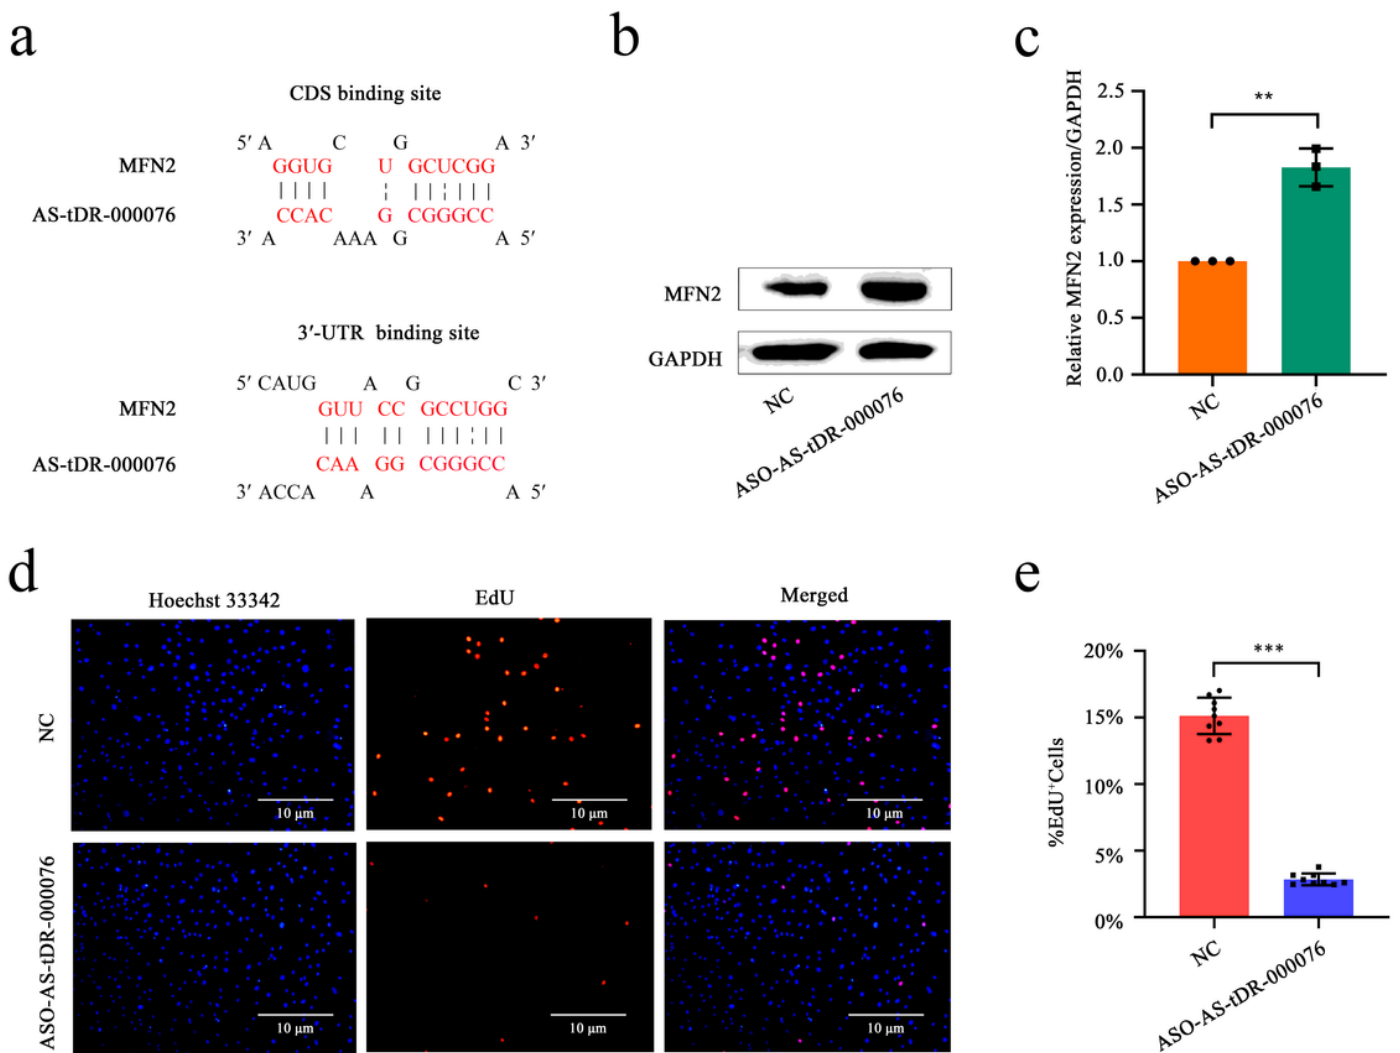 a
CDS binding site
5′ A C G A 3′
MFN2 GGUG U GCUCGG
AS-tDR-000076 CCAC G CGGGCC
3′ A AAA G A 5′
3′-UTR binding site
5′ CAUG A G C 3′
MFN2 GUU CC GCCUGG
AS-tDR-000076 CAA GG CGGGCC
3′ ACCA A A 5′
b
MFN2
GAPDH
NC
ASO-AS-tDR-000076
c
Relative MFN2 expression/GAPDH
2.5
2.0
1.5
1.0
0.5
0.0
**
NC
ASO-AS-tDR-000076
d
Hoechst 33342 EdU Merged
NC
10 μm 10 μm 10 μm
ASO-AS-tDR-000076
10 μm 10 μm 10 μm
e
%EdU⁺Cells
20%
15%
10%
5%
0%
***
NC
ASO-AS-tDR-000076